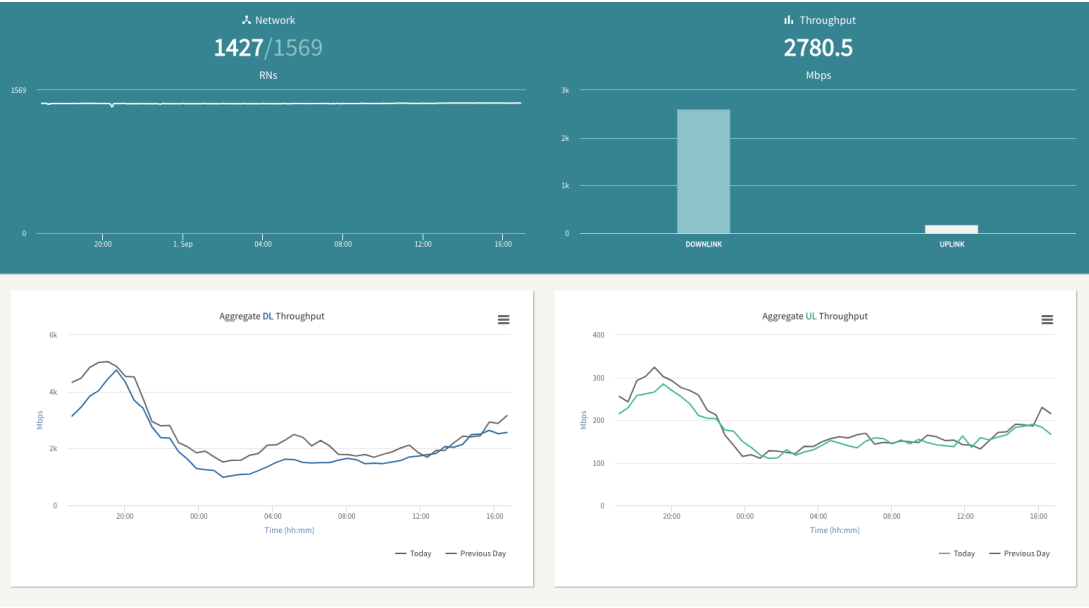 Network
1427/1569
RNs
1569
0
20:00 1. Sep 04:00 08:00 12:00 16:00
Throughput
2780.5
Mbps
3k
2k
1k
0
DOWNLINK UPLINK
Aggregate DL Throughput
6k
4k
2k
0
Mbps
20:00 00:00 04:00 08:00 12:00 16:00
Time (hh:mm)
Today Previous Day
Aggregate UL Throughput
400
300
200
100
0
Mbps
20:00 00:00 04:00 08:00 12:00 16:00
Time (hh:mm)
Today Previous Day